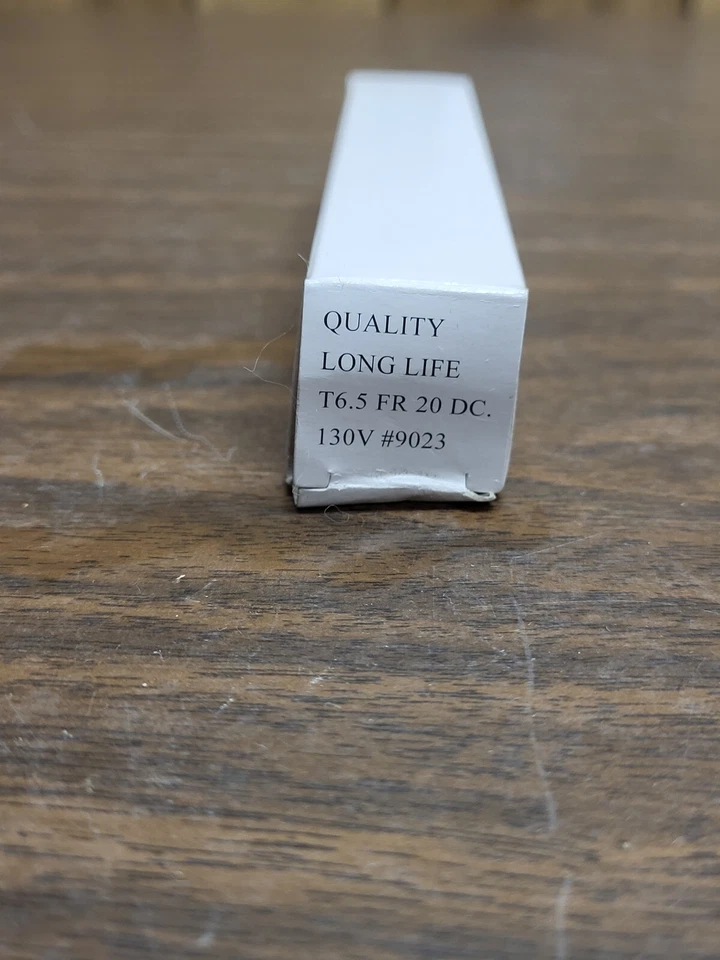 QUALITY
LONG LIFE
T6.5 FR 20 DC.
130V #9023